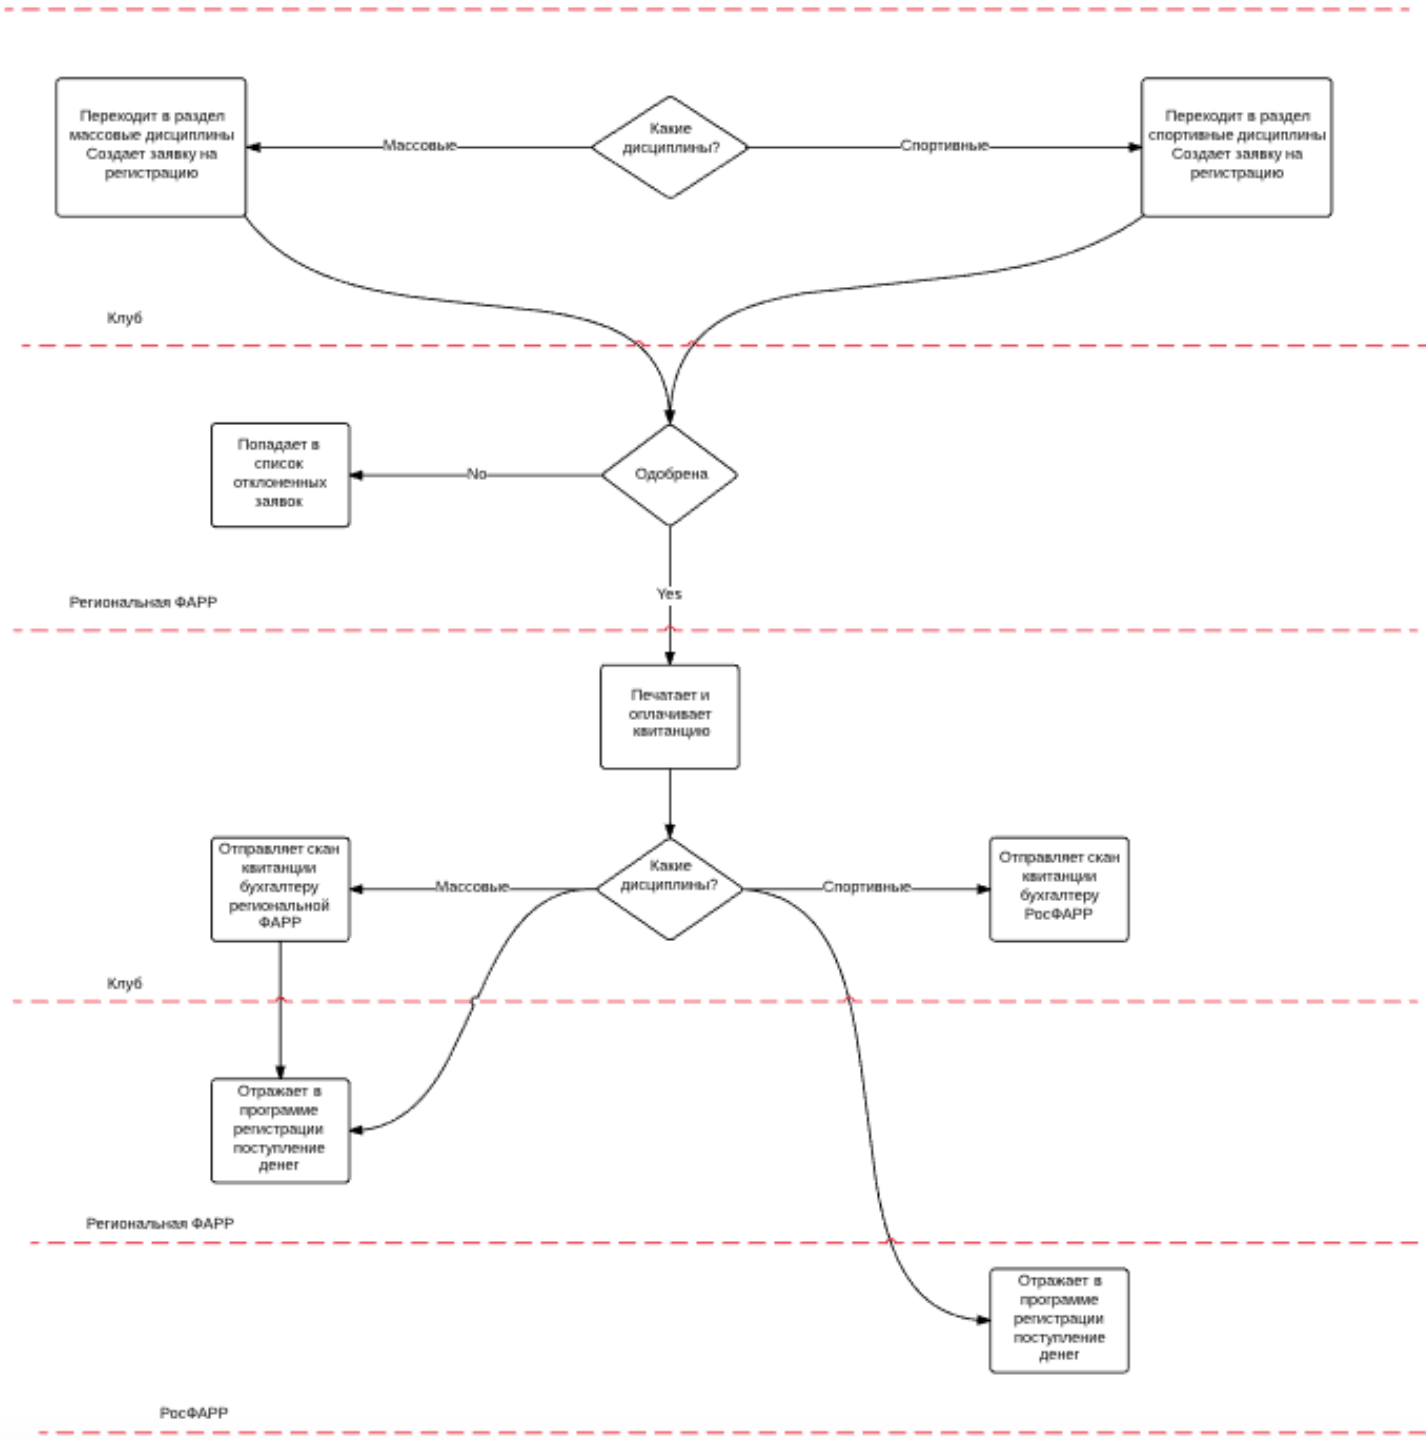 Переходит в раздел
массовые дисциплины
Создает заявку на
регистрацию
Массовые
Какие
дисциплины?
Спортивные
Переходит в раздел
спортивные дисциплины
Создает заявку на
регистрацию
Клуб
Попадает в
список
отклоненных
заявок
No
Одобрена
Yes
Региональная ФАРР
Печатает и
оплачивает
квитанцию
Отправляет скан
квитанции
бухгалтеру
региональной
ФАРР
Массовые
Какие
дисциплины?
Спортивные
Отправляет скан
квитанции
бухгалтеру
РосФАРР
Клуб
Отражает в
программе
регистрации
поступление
денег
Региональная ФАРР
Отражает в
программе
регистрации
поступление
денег
РосФАРР